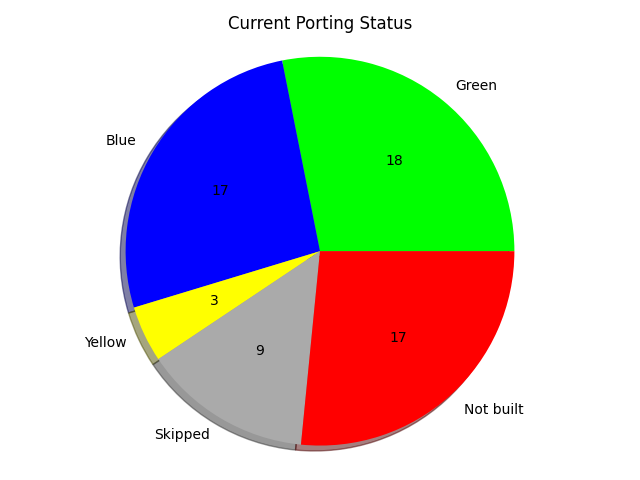 Current Porting Status
Green
18
Blue
17
Yellow
3
Skipped
9
Not built
17